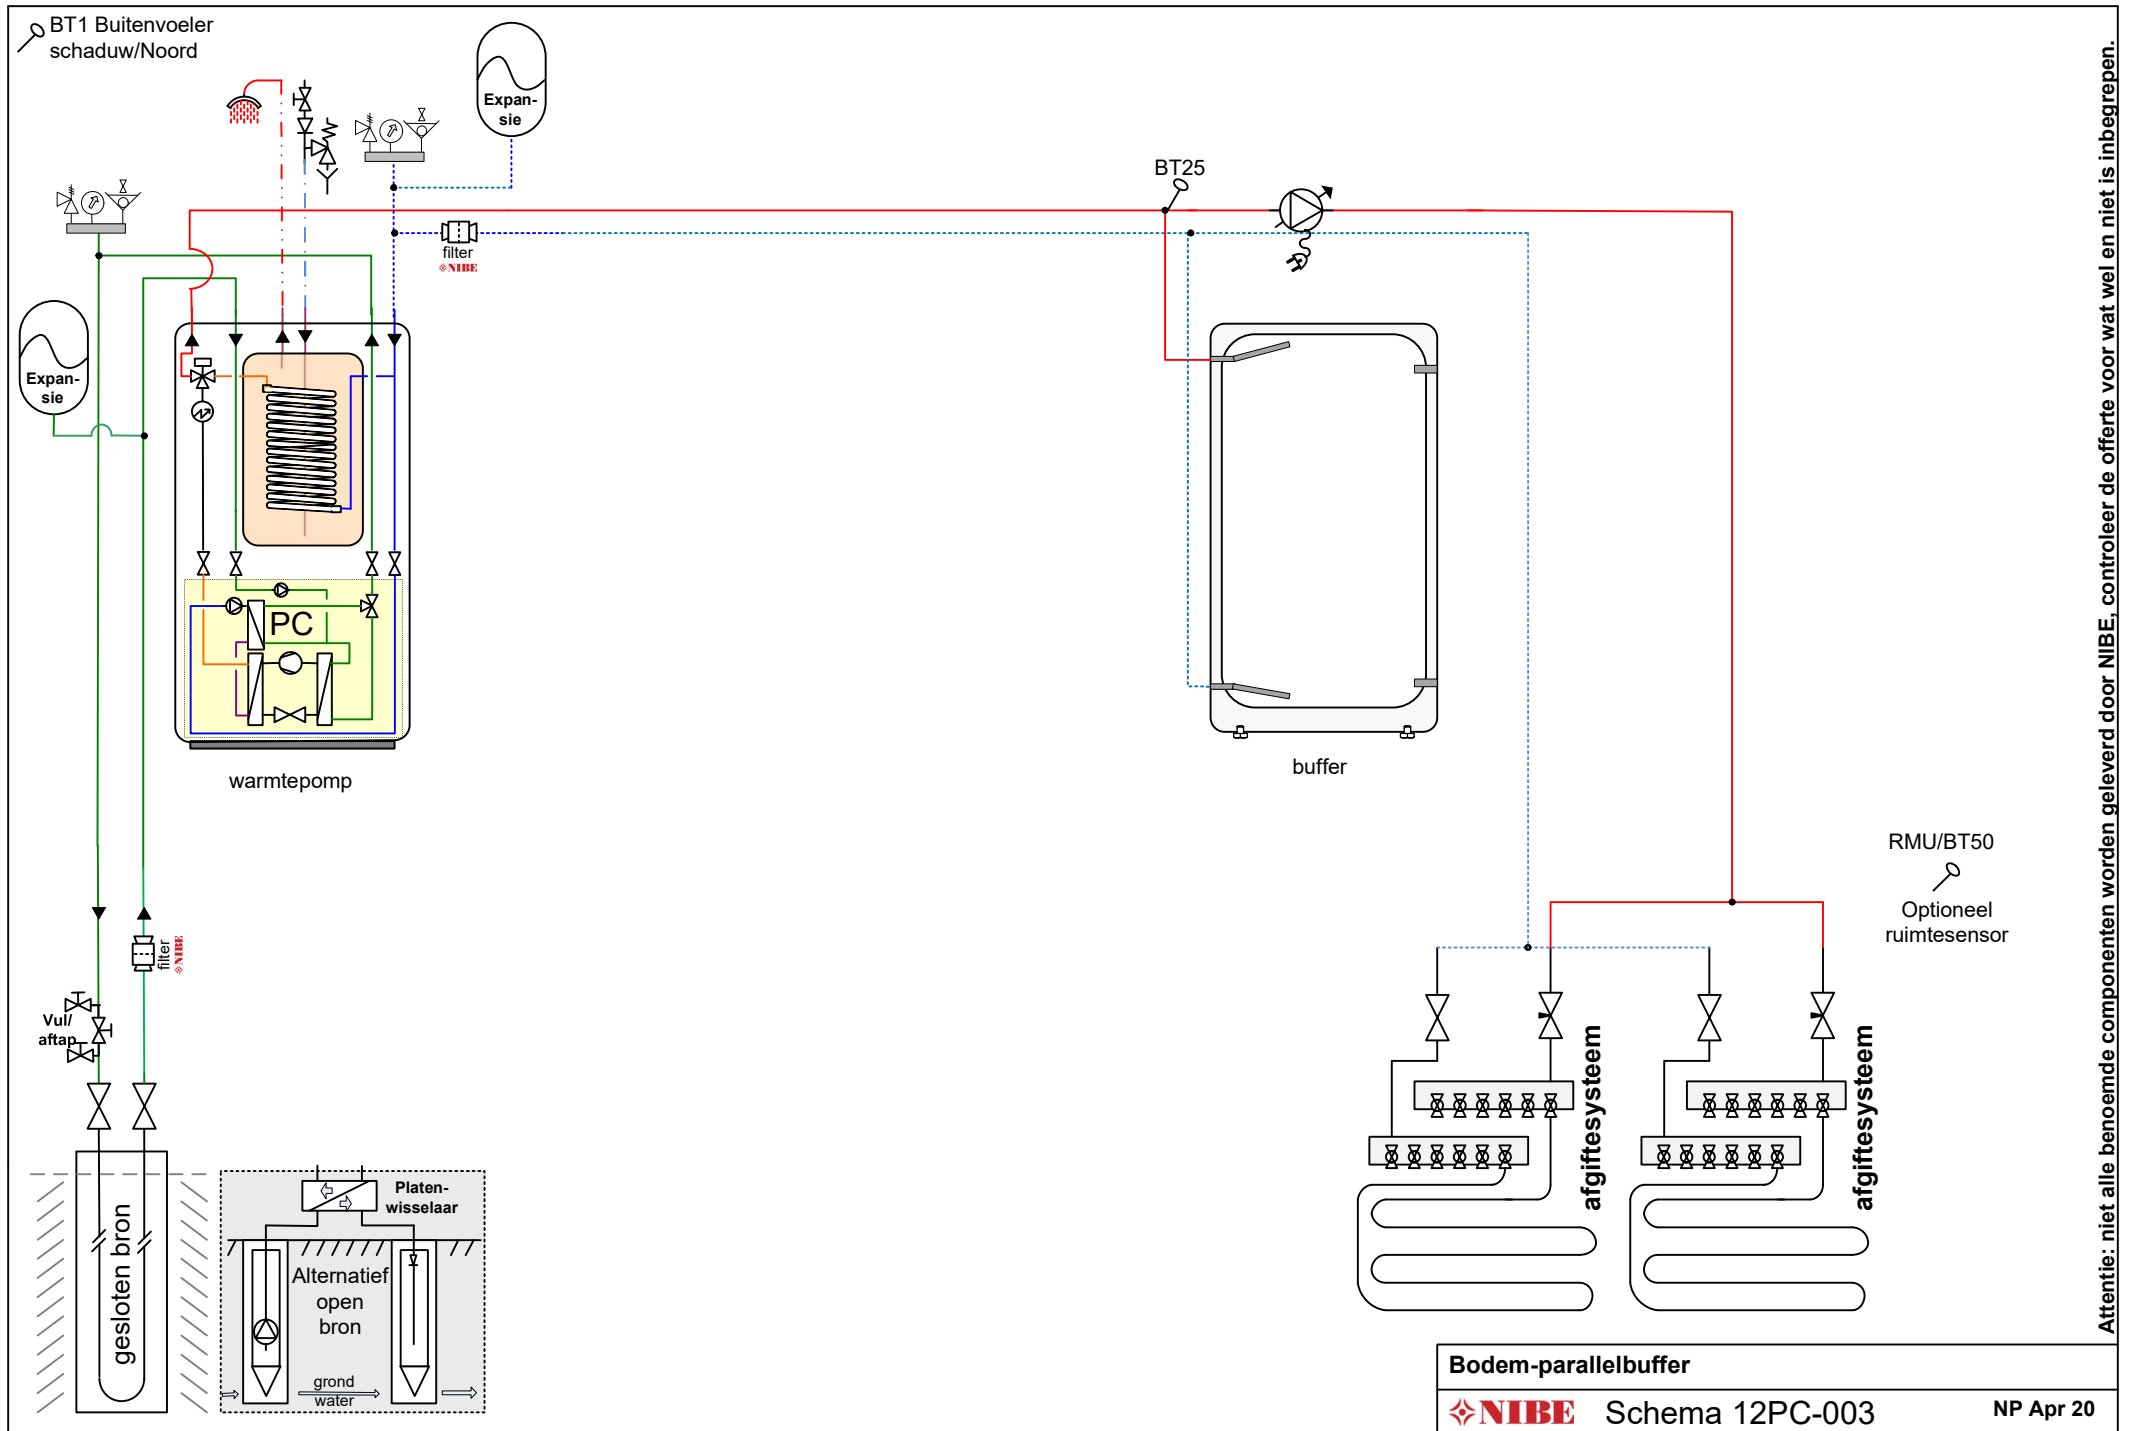 BT1 Buitenvoeler
schaduw/Noord
Expan-
sie
BT25
filter
NIBE
Expan-
sie
PC
warmtepomp
buffer
RMU/BT50
Optioneel
ruimtesensor
filter
NIBE
Vul/
aftap
afgiftesysteem
afgiftesysteem
gesloten bron
Platen-
wisselaar
Alternatief
open
bron
grond
water
Attentie: niet alle benoemde componenten worden geleverd door NIBE, controleer de offerte voor wat wel en niet is inbegrepen.
Bodem-parallelbuffer
NIBE Schema 12PC-003 NP Apr 20